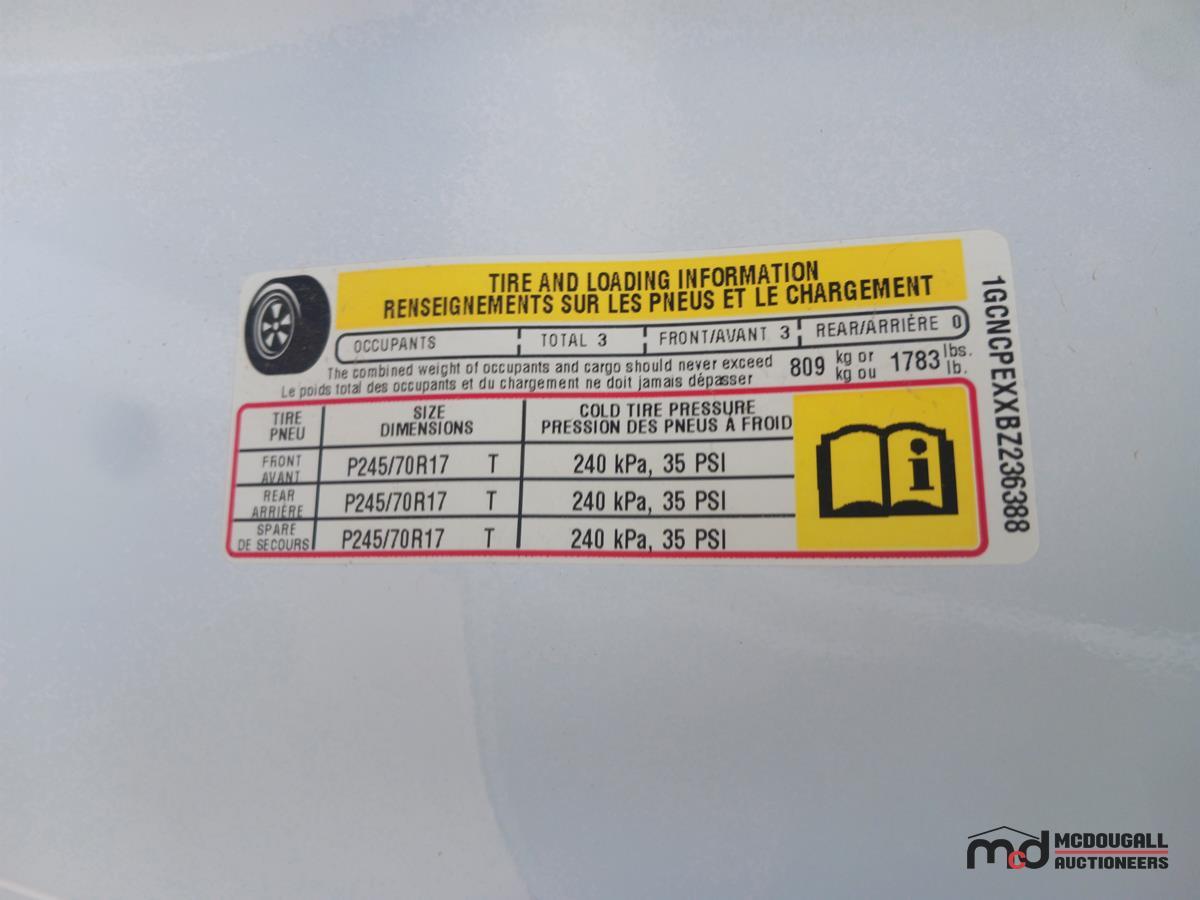 TIRE AND LOADING INFORMATION
RENSEIGNEMENTS SUR LES PNEUS ET LE CHARGEMENT
OCCUPANTS TOTAL 3 FRONT/AVANT 3 REAR/ARRIÈRE 0
The combined weight of occupants and cargo should never exceed 809 kg or 1783 lbs.
Le poids total des occupants et du chargement ne doit jamais dépasser kg ou lb.
TIRE SIZE COLD TIRE PRESSURE
PNEU DIMENSIONS PRESSION DES PNEUS À FROID
FRONT
AVANT P245/70R17 T 240 kPa, 35 PSI
REAR
ARRIÈRE P245/70R17 T 240 kPa, 35 PSI
SPARE
DE SECOURS P245/70R17 T 240 kPa, 35 PSI
i
1GCNCPEXXBZ236388
mcd MCDOUGALL
AUCTIONEERS